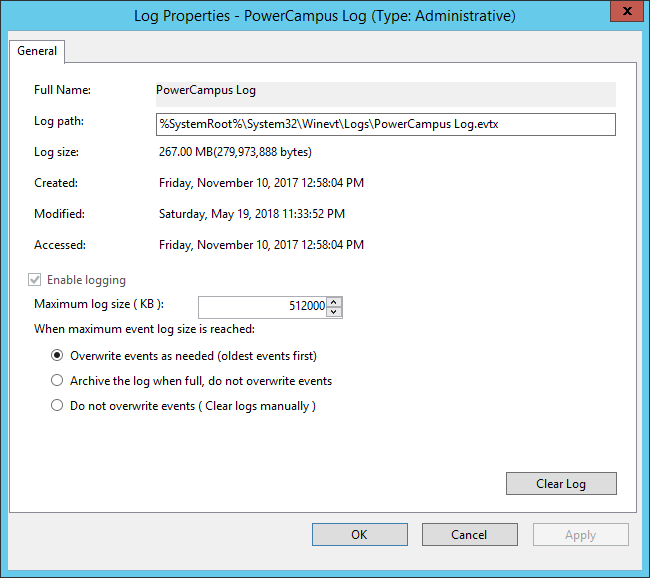 Log Properties - PowerCampus Log (Type: Administrative)
x
General
Full Name: PowerCampus Log
Log path: %SystemRoot%\System32\Winevt\Logs\PowerCampus Log.evtx
Log size: 267.00 MB(279,973,888 bytes)
Created: Friday, November 10, 2017 12:58:04 PM
Modified: Saturday, May 19, 2018 11:33:52 PM
Accessed: Friday, November 10, 2017 12:58:04 PM
Enable logging
Maximum log size ( KB ): 512000
When maximum event log size is reached:
Overwrite events as needed (oldest events first)
Archive the log when full, do not overwrite events
Do not overwrite events ( Clear logs manually )
Clear Log
OK Cancel Apply